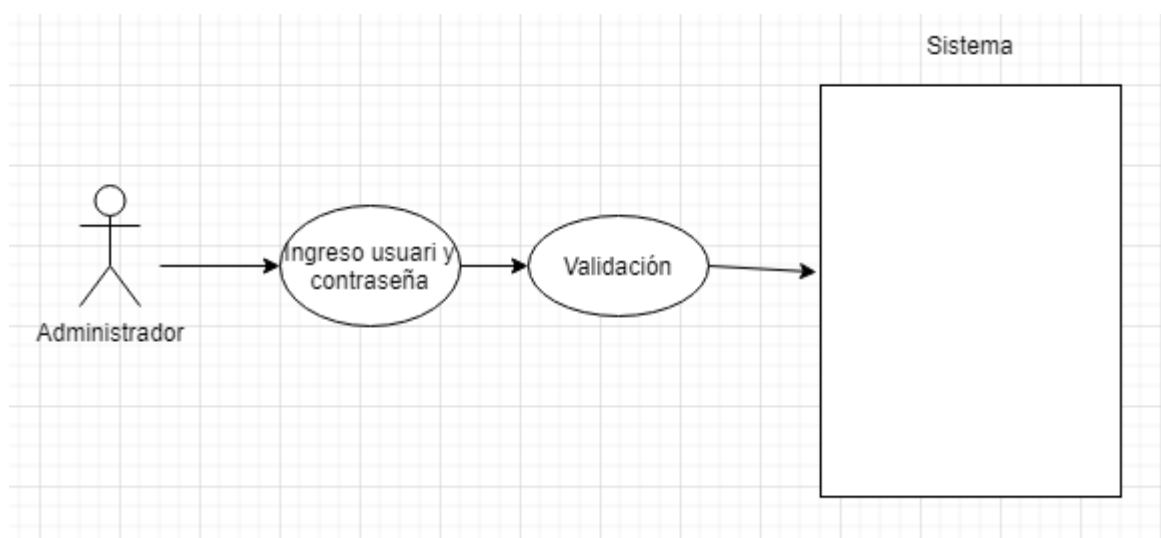 Sistema
Ingreso usuari y
contraseña
Validación
Administrador